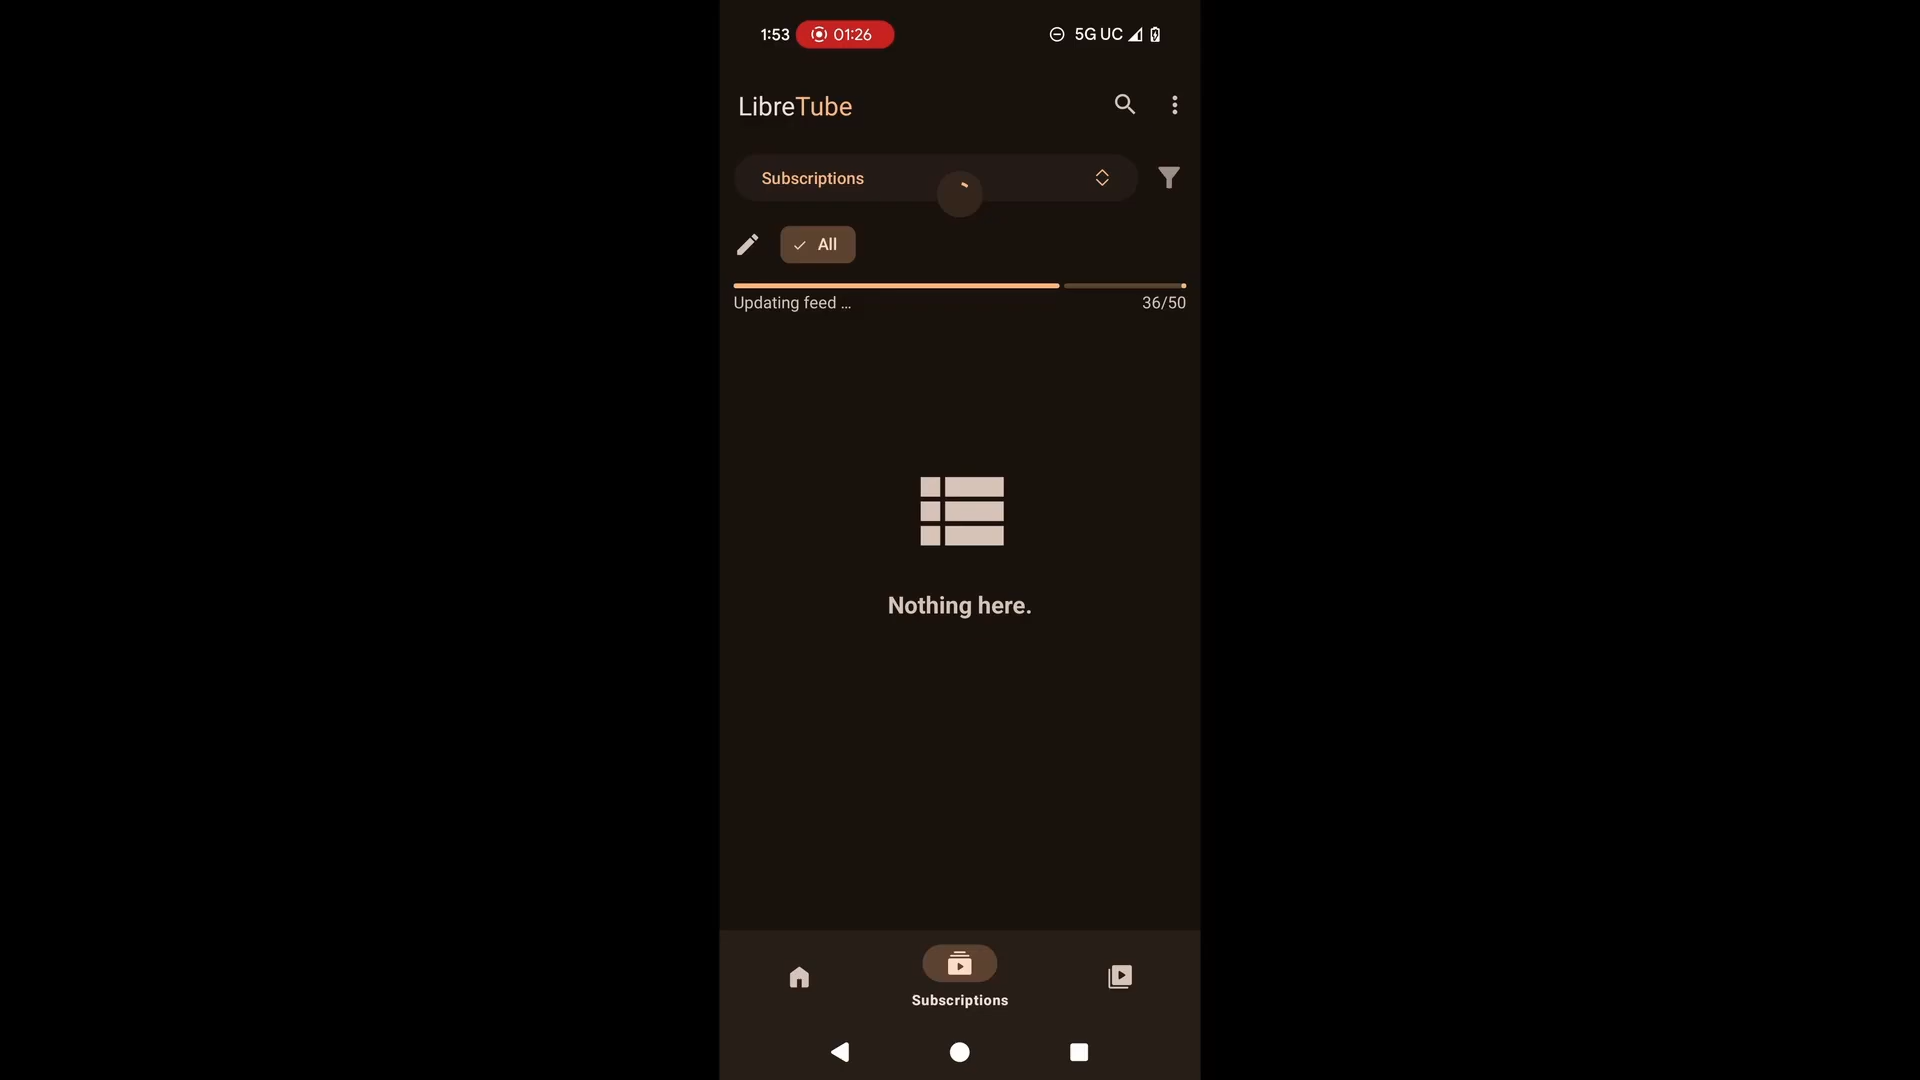 1:53 01:26 5G UC
LibreTube
Subscriptions
All
Updating feed ...
36/50
Nothing here.
Subscriptions